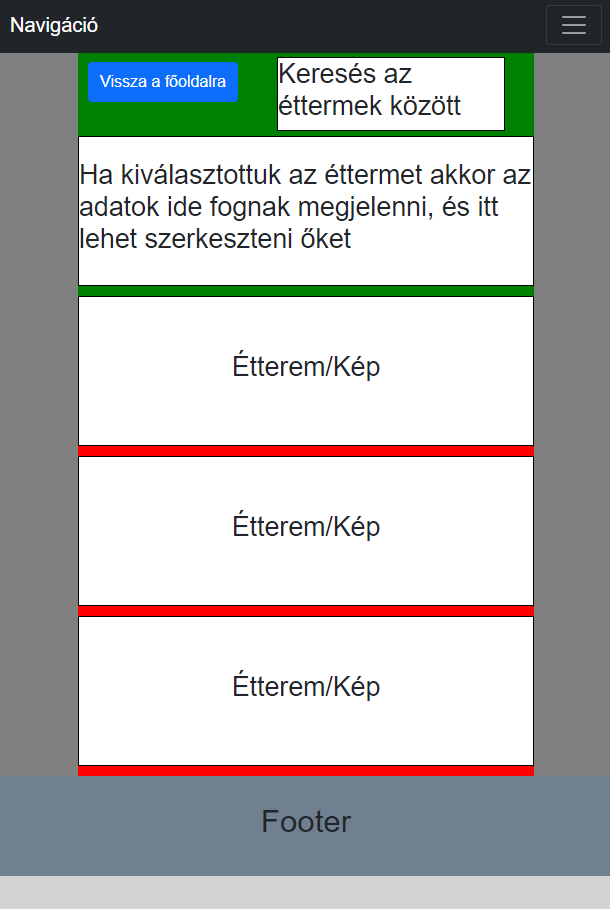 Navigáció
Vissza a főoldalra
Keresés az
éttermek között
Ha kiválasztottuk az éttermet akkor az
adatok ide fognak megjelenni, és itt
lehet szerkeszteni őket
Étterem/Kép
Étterem/Kép
Étterem/Kép
Footer